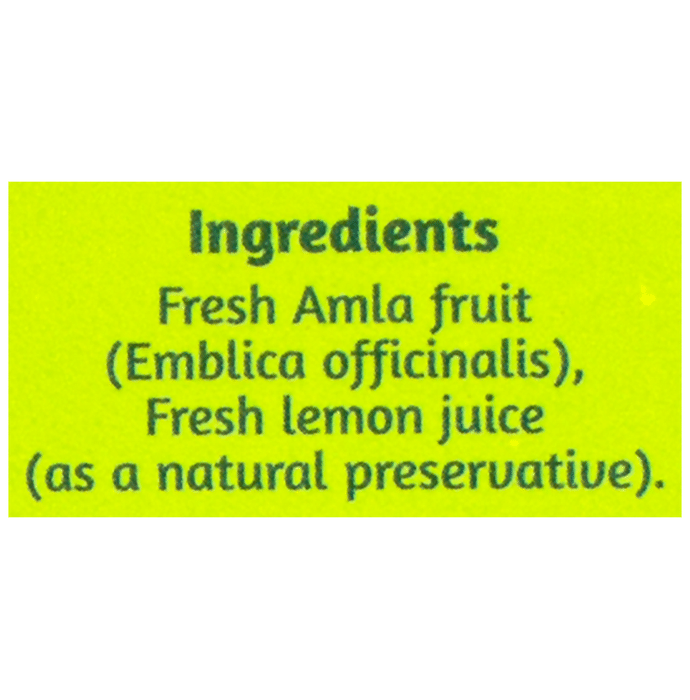 Ingredients
Fresh Amla fruit
(Emblica officinalis),
Fresh lemon juice
(as a natural preservative).